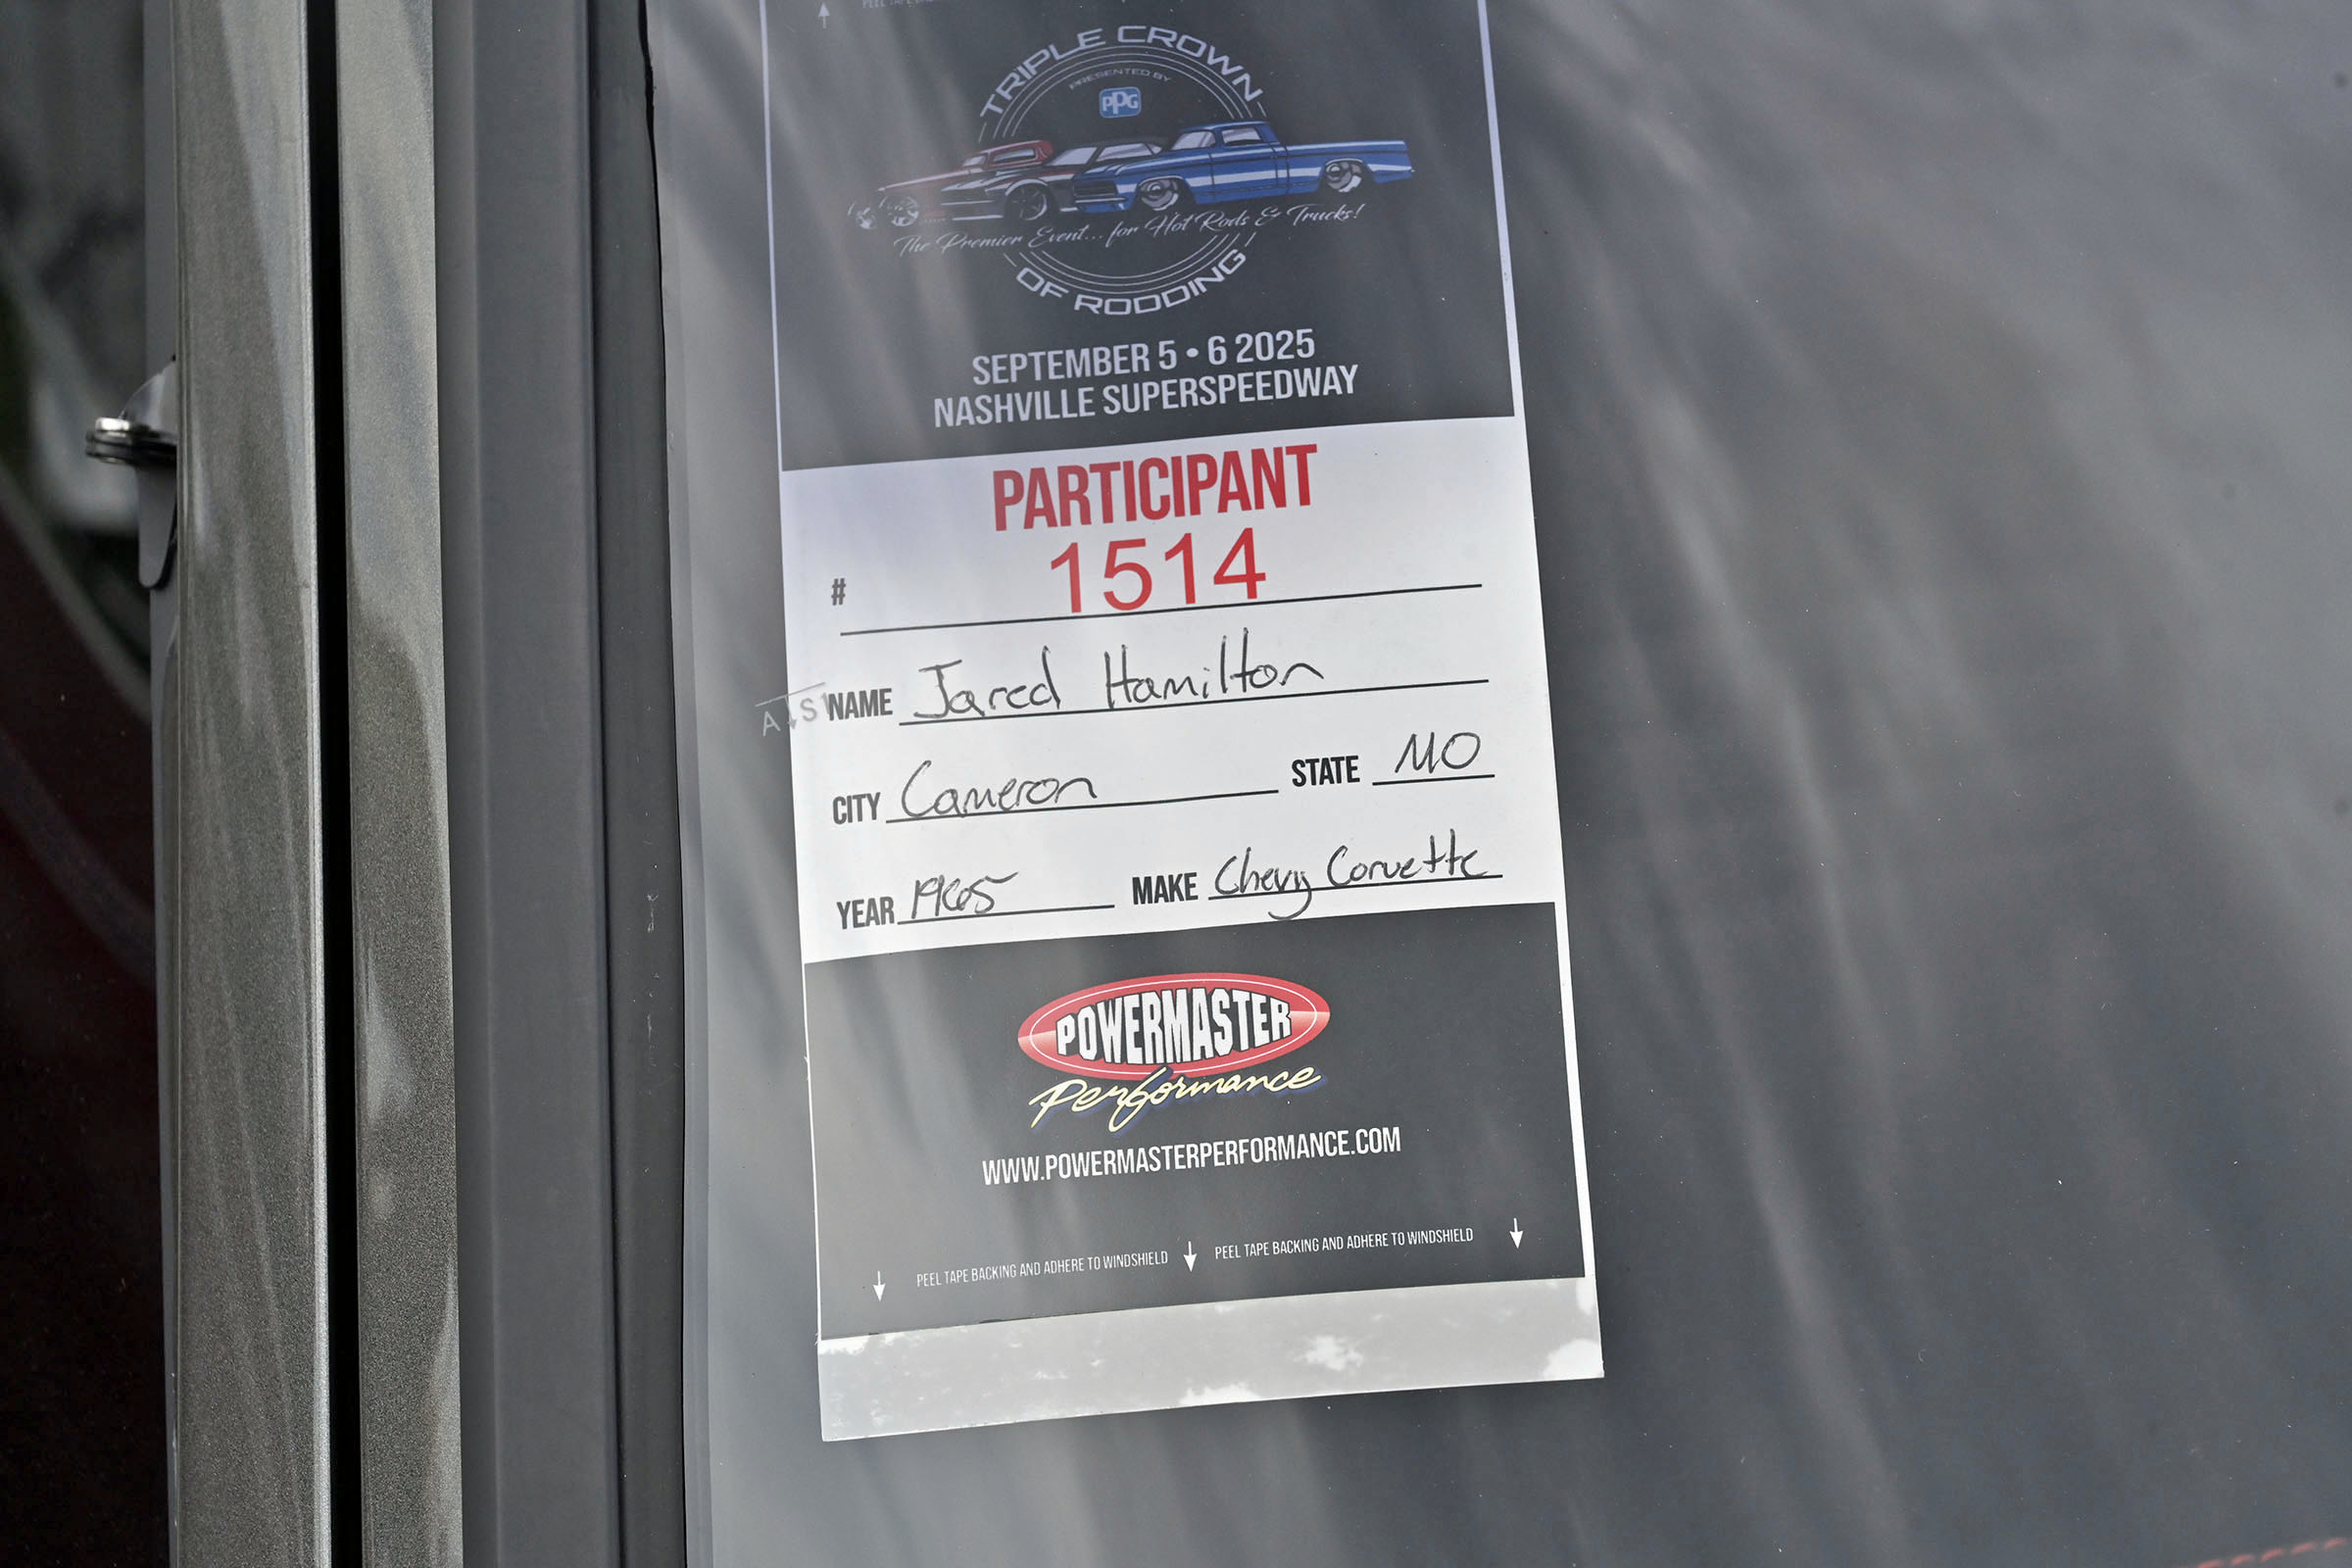 TRIPLE CROWN
PRESENTED BY
PPG
The Premier Event... for Hot Rods & Trucks!
OF RODDING
SEPTEMBER 5 • 6 2025
NASHVILLE SUPERSPEEDWAY
PARTICIPANT
# 1514
NAME Jared Hamilton
A↓S1
CITY Cameron STATE MO
YEAR 1965 MAKE Chevy Corvette
POWERMASTER
Performance
WWW.POWERMASTERPERFORMANCE.COM
PEEL TAPE BACKING AND ADHERE TO WINDSHIELD PEEL TAPE BACKING AND ADHERE TO WINDSHIELD